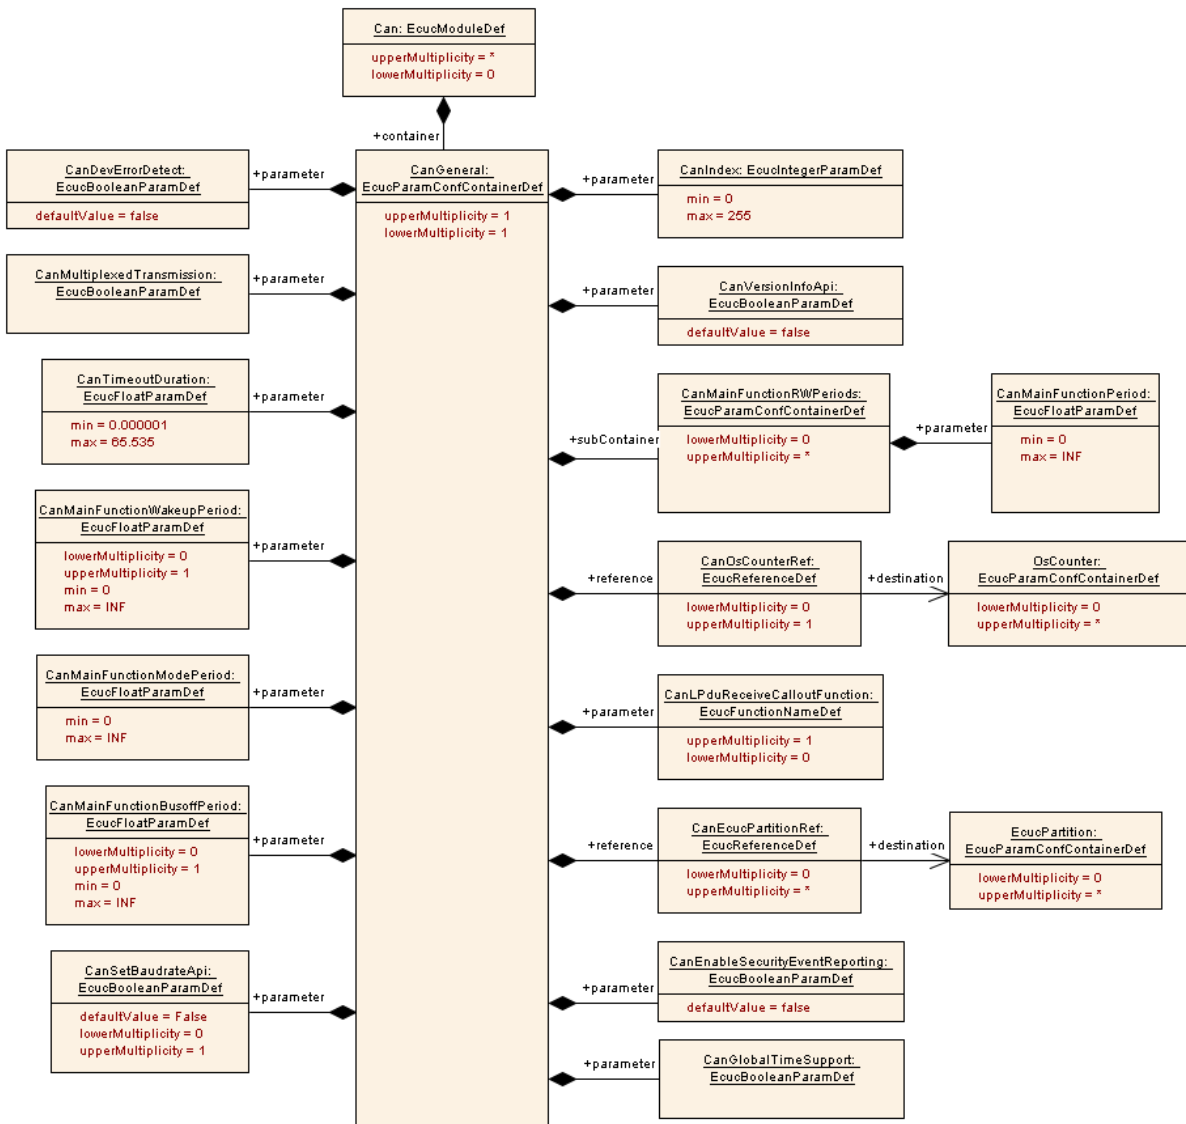 Can: EcucModuleDef
upperMultiplicity = *
lowerMultiplicity = 0
+container
CanGeneral:
EcucParamConfContainerDef
upperMultiplicity = 1
lowerMultiplicity = 1
CanDevErrorDetect:
EcucBooleanParamDef
defaultValue = false
+parameter
CanMultiplexedTransmission:
EcucBooleanParamDef
+parameter
CanTimeoutDuration:
EcucFloatParamDef
min = 0.000001
max = 65.535
+parameter
CanMainFunctionWakeupPeriod:
EcucFloatParamDef
lowerMultiplicity = 0
upperMultiplicity = 1
min = 0
max = INF
+parameter
CanMainFunctionModePeriod:
EcucFloatParamDef
min = 0
max = INF
+parameter
CanMainFunctionBusoffPeriod:
EcucFloatParamDef
lowerMultiplicity = 0
upperMultiplicity = 1
min = 0
max = INF
+parameter
CanSetBaudrateApi:
EcucBooleanParamDef
defaultValue = False
lowerMultiplicity = 0
upperMultiplicity = 1
+parameter
+parameter
CanIndex: EcucIntegerParamDef
min = 0
max = 255
+parameter
CanVersionInfoApi:
EcucBooleanParamDef
defaultValue = false
+subContainer
CanMainFunctionRWPeriods:
EcucParamConfContainerDef
lowerMultiplicity = 0
upperMultiplicity = *
+parameter
CanMainFunctionPeriod:
EcucFloatParamDef
min = 0
max = INF
+reference
CanOsCounterRef:
EcucReferenceDef
lowerMultiplicity = 0
upperMultiplicity = 1
+destination
OsCounter:
EcucParamConfContainerDef
lowerMultiplicity = 0
upperMultiplicity = *
+parameter
CanLPduReceiveCalloutFunction:
EcucFunctionNameDef
upperMultiplicity = 1
lowerMultiplicity = 0
+reference
CanEcucPartitionRef:
EcucReferenceDef
lowerMultiplicity = 0
upperMultiplicity = *
+destination
EcucPartition:
EcucParamConfContainerDef
lowerMultiplicity = 0
upperMultiplicity = *
+parameter
CanEnableSecurityEventReporting:
EcucBooleanParamDef
defaultValue = false
+parameter
CanGlobalTimeSupport:
EcucBooleanParamDef